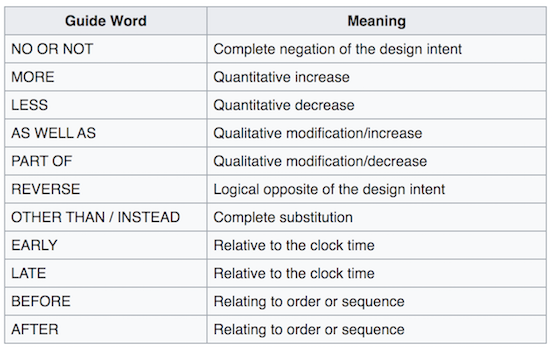 Guide Word Meaning
NO OR NOT Complete negation of the design intent
MORE Quantitative increase
LESS Quantitative decrease
AS WELL AS Qualitative modification/increase
PART OF Qualitative modification/decrease
REVERSE Logical opposite of the design intent
OTHER THAN / INSTEAD Complete substitution
EARLY Relative to the clock time
LATE Relative to the clock time
BEFORE Relating to order or sequence
AFTER Relating to order or sequence